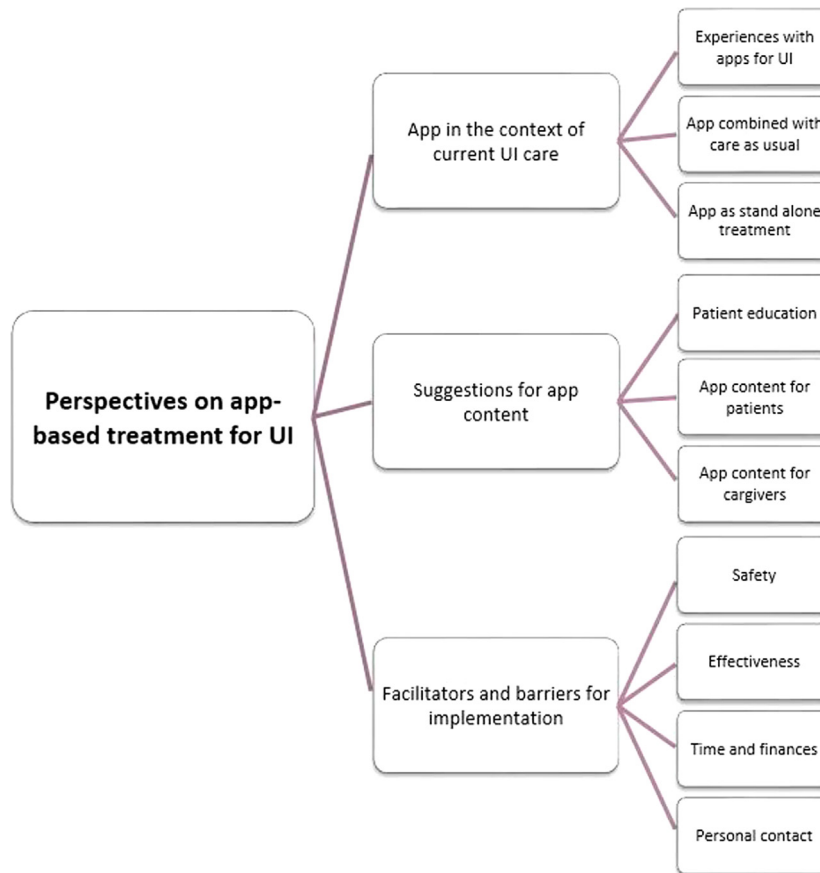 Perspectives on app-
based treatment for UI
App in the context of
current UI care
Experiences with
apps for UI
App combined with
care as usual
App as stand alone
treatment
Suggestions for app
content
Patient education
App content for
patients
App content for
cargivers
Facilitators and barriers for
implementation
Safety
Effectiveness
Time and finances
Personal contact